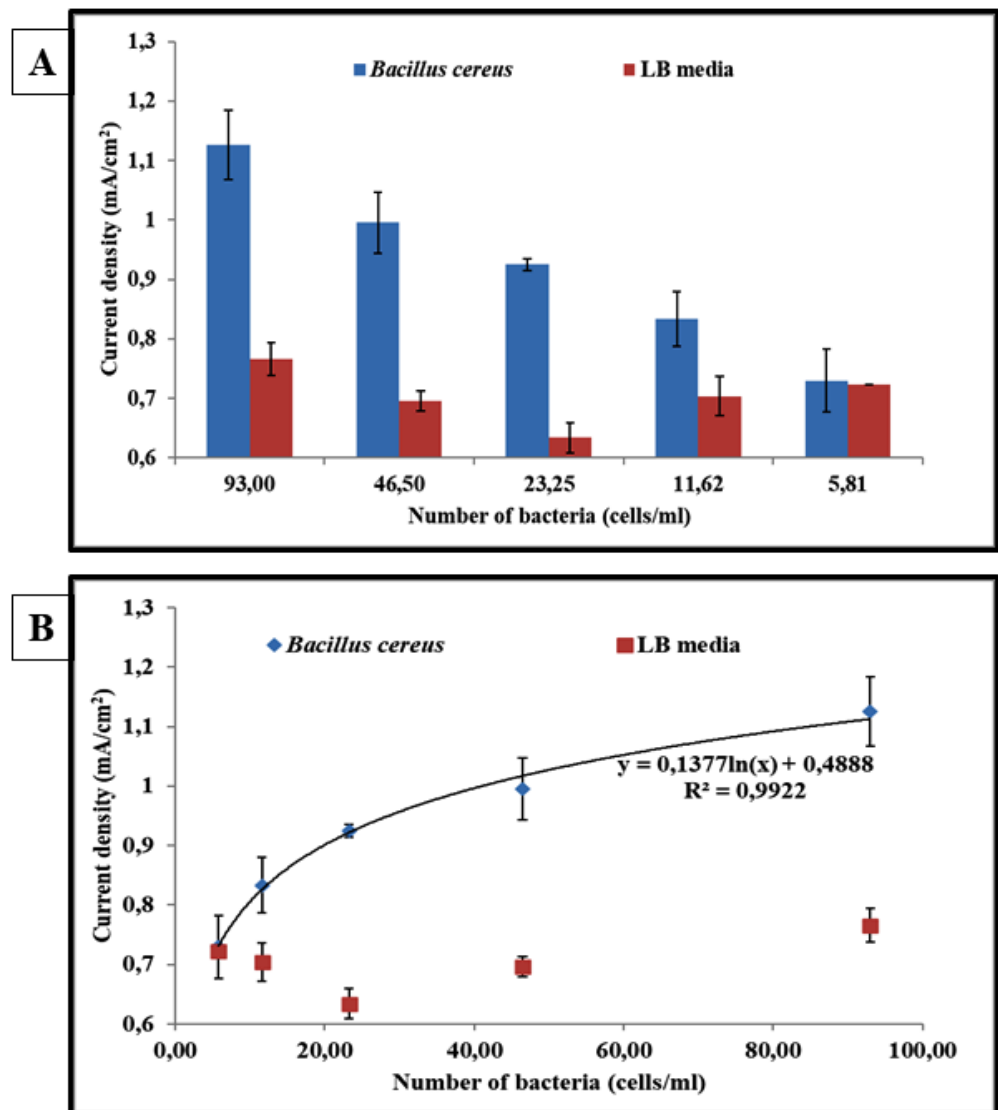 A
1,3
1,2
1,1
1
0,9
0,8
0,7
0,6
Current density (mA/cm²)
Bacillus cereus
LB media
93,00 46,50 23,25 11,62 5,81
Number of bacteria (cells/ml)
B
1,3
1,2
1,1
1
0,9
0,8
0,7
0,6
Current density (mA/cm²)
Bacillus cereus
LB media
y = 0,1377ln(x) + 0,4888
R² = 0,9922
0,00 20,00 40,00 60,00 80,00 100,00
Number of bacteria (cells/ml)